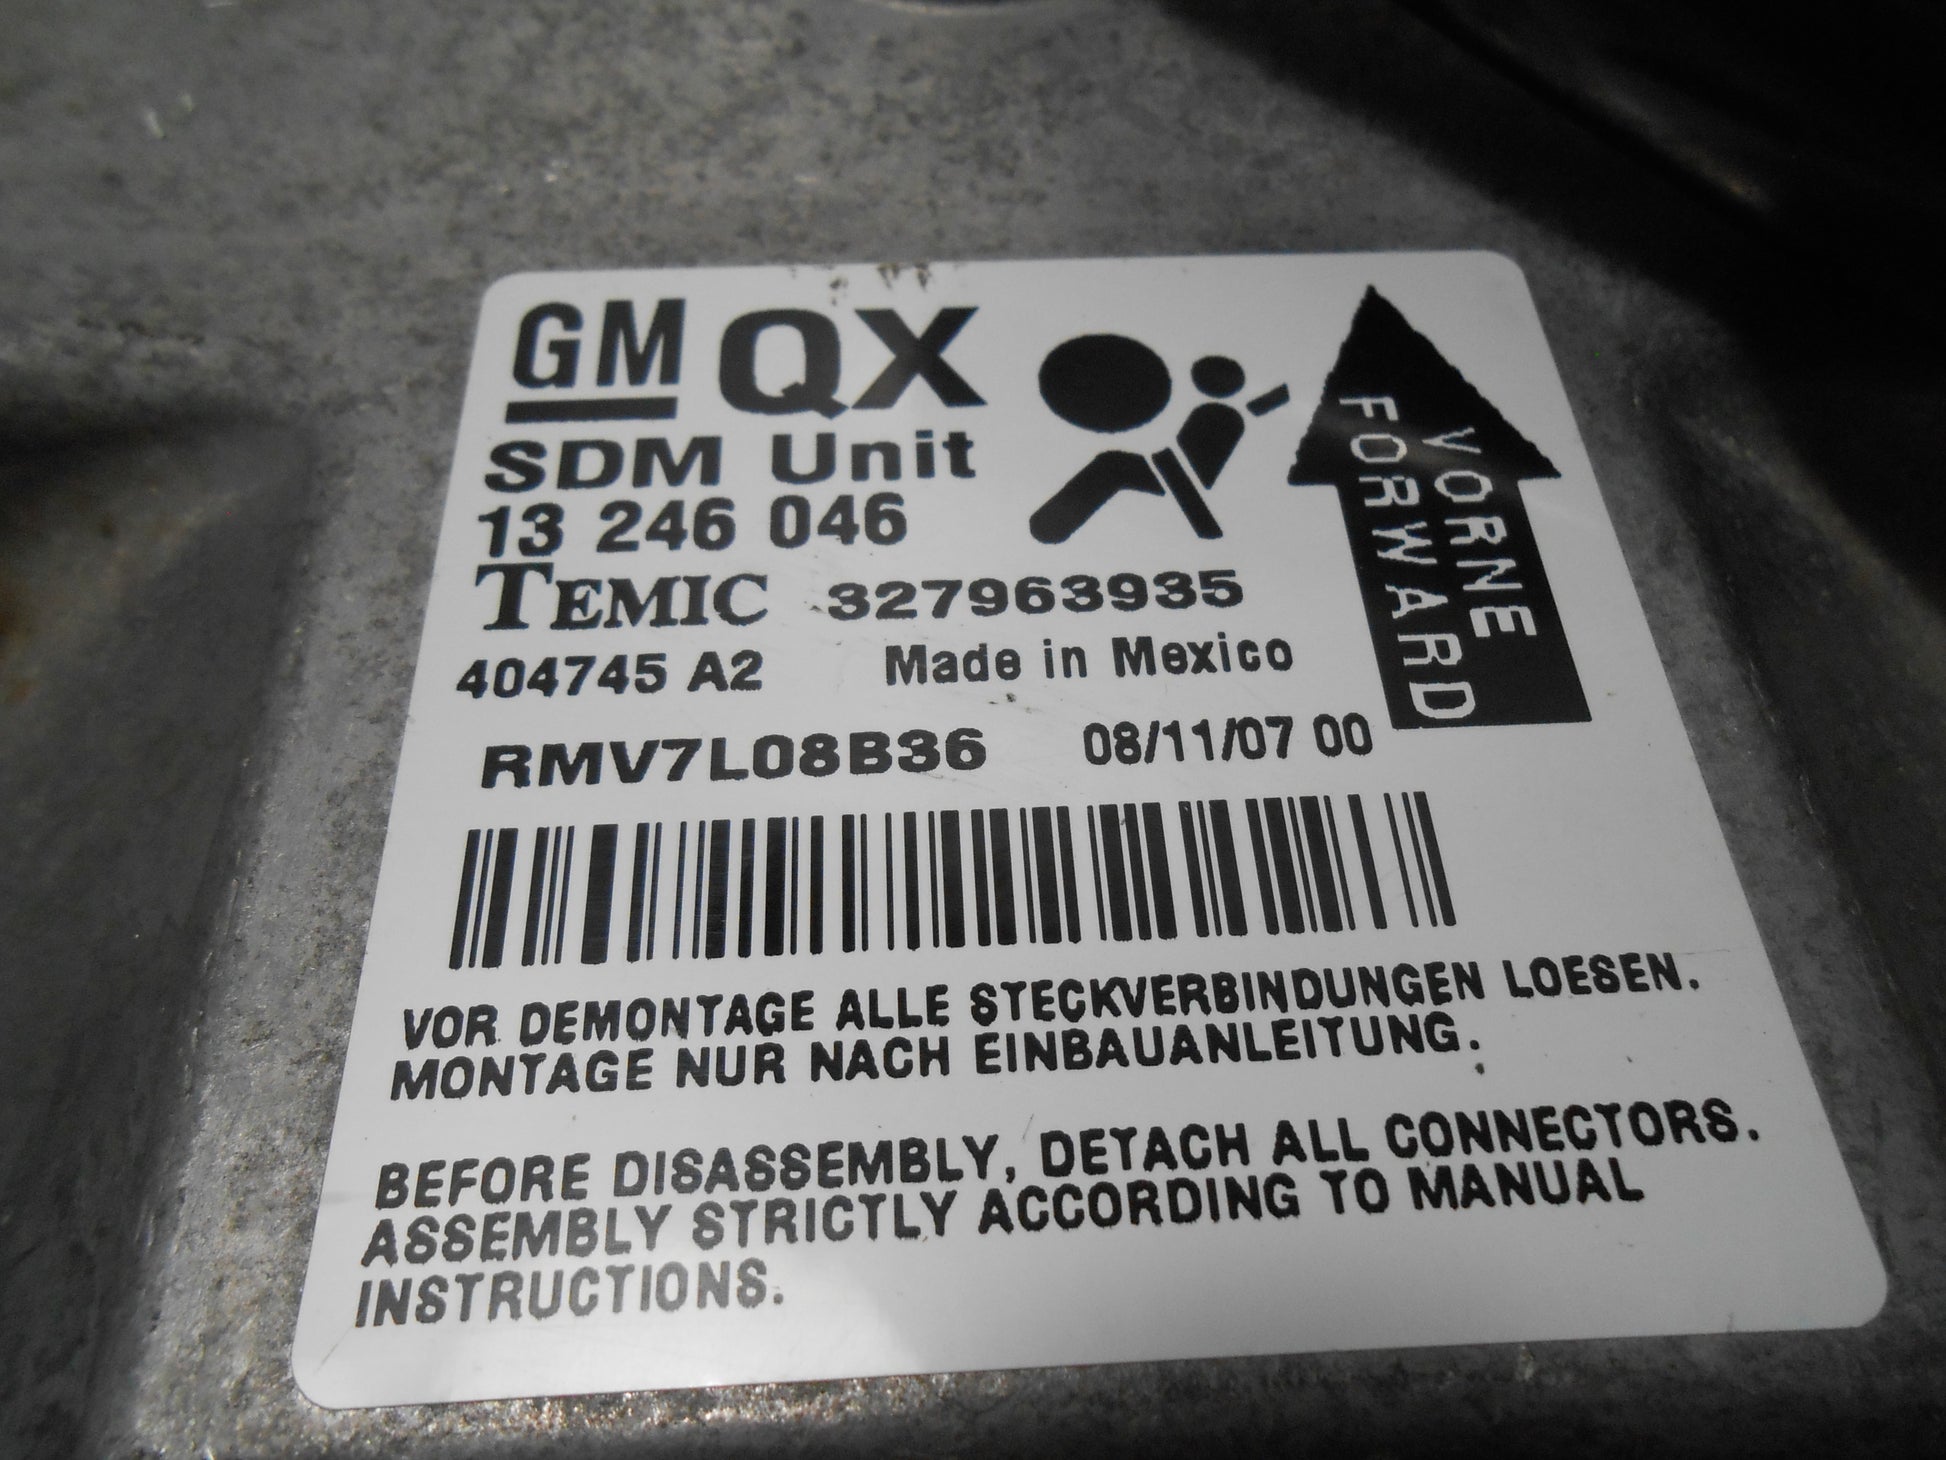 GM QX
SDM Unit
13 246 046
TEMIC 327963935
404745 A2 Made in Mexico
RMV7L08B36 08/11/07 00
VORNE
FORWARD
VOR DEMONTAGE ALLE STECKVERBINDUNGEN LOESEN.
MONTAGE NUR NACH EINBAUANLEITUNG.
BEFORE DISASSEMBLY, DETACH ALL CONNECTORS.
ASSEMBLY STRICTLY ACCORDING TO MANUAL
INSTRUCTIONS.